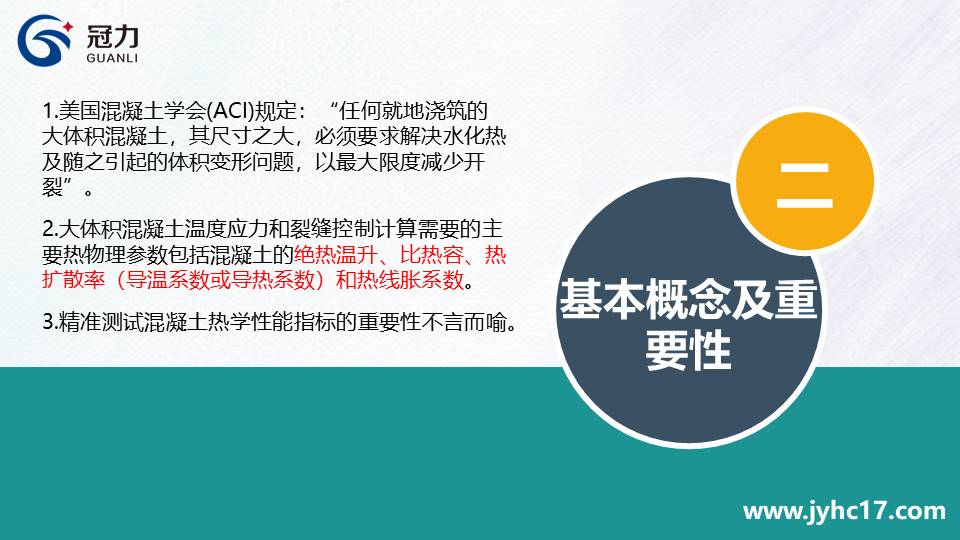 冠力
GUANLI
1.美国混凝土学会(ACI)规定：“任何就地浇筑的
大体积混凝土，其尺寸之大，必须要求解决水化热
及随之引起的体积变形问题，以最大限度减少开
裂”。
2.大体积混凝土温度应力和裂缝控制计算需要的主
要热物理参数包括混凝土的绝热温升、比热容、热
扩散率（导温系数或导热系数）和热线胀系数。
3.精准测试混凝土热学性能指标的重要性不言而喻。
二
基本概念及重
要性
www.jyhc17.com